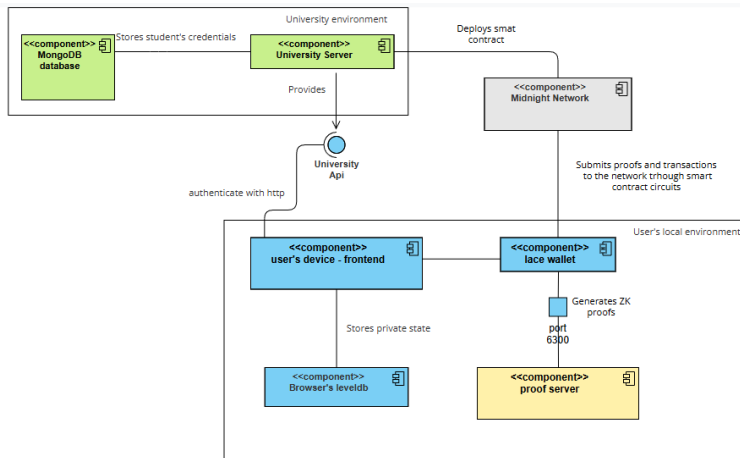 University environment
<<component>>
MongoDB
database
Stores student's credentials
<<component>>
University Server
Deploys smat
contract
<<component>>
Midnight Network
Provides
University
Api
authenticate with http
Submits proofs and transactions
to the network trhough smart
contract circuits
User's local environment
<<component>>
user's device - frontend
<<component>>
lace wallet
Generates ZK
proofs
port
6300
Stores private state
<<component>>
Browser's leveldb
<<component>>
proof server